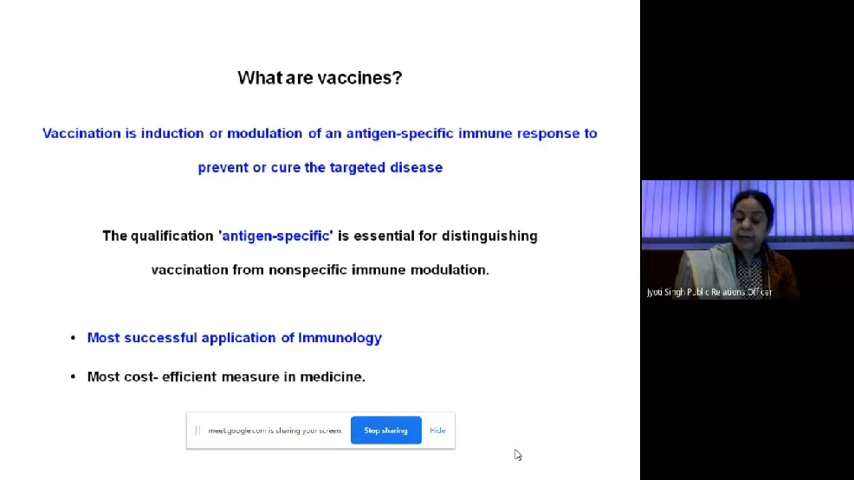 What are vaccines?
Vaccination is induction or modulation of an antigen-specific immune response to
prevent or cure the targeted disease
The qualification 'antigen-specific' is essential for distinguishing
vaccination from nonspecific immune modulation.
• Most successful application of Immunology
• Most cost- efficient measure in medicine.
meet.google.com is sharing your screen. Stop sharing Hide
Jyoti Singh Public Relations Officer